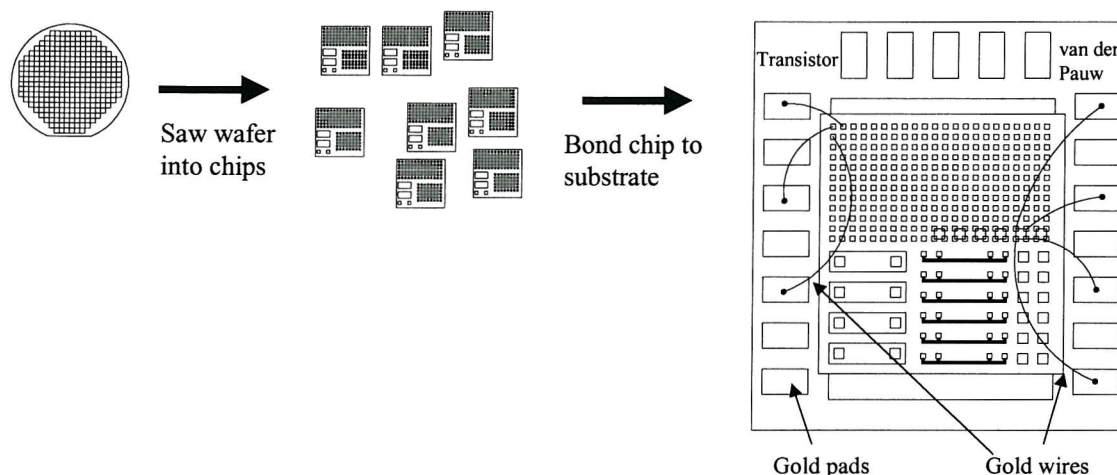 Saw wafer
into chips
Bond chip to
substrate
Transistor
van der
Pauw
Gold pads
Gold wires